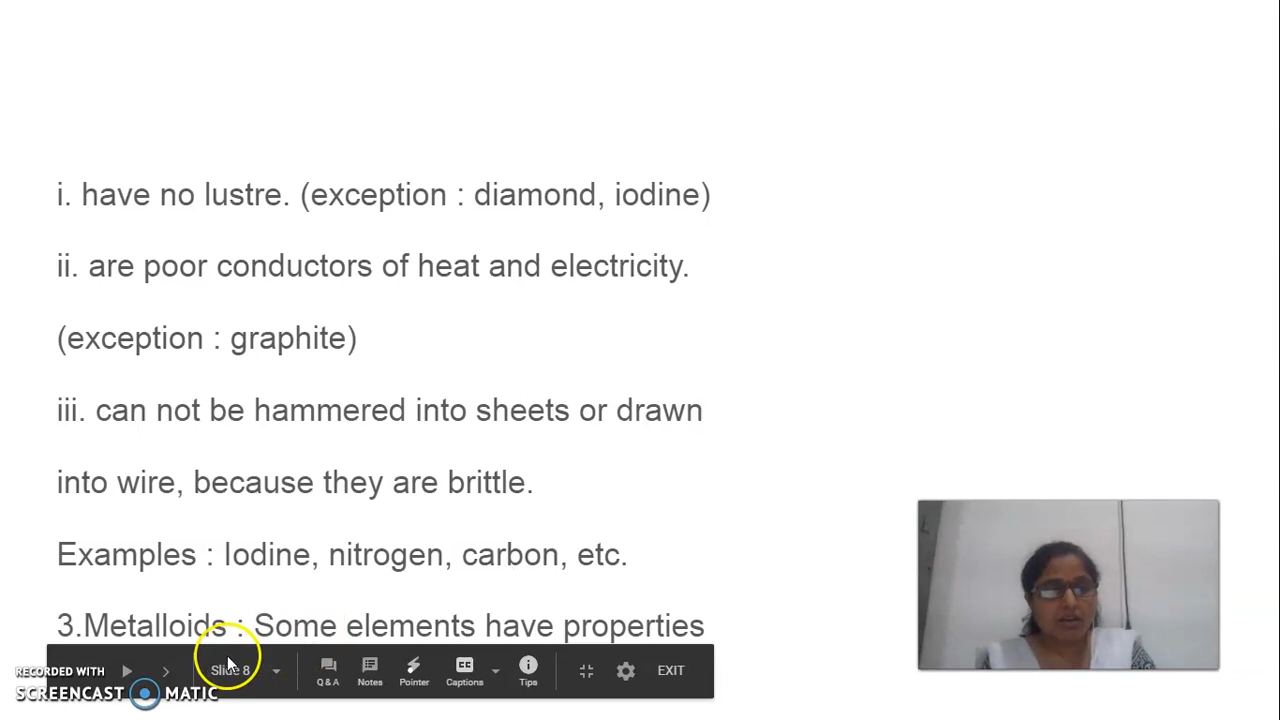 i. have no lustre. (exception : diamond, iodine)
ii. are poor conductors of heat and electricity.
(exception : graphite)
iii. can not be hammered into sheets or drawn
into wire, because they are brittle.
Examples : Iodine, nitrogen, carbon, etc.
3.Metalloids : Some elements have properties
Slide 8
Q & A
Notes
Pointer
Captions
Tips
EXIT
RECORDED WITH
SCREENCAST MATIC